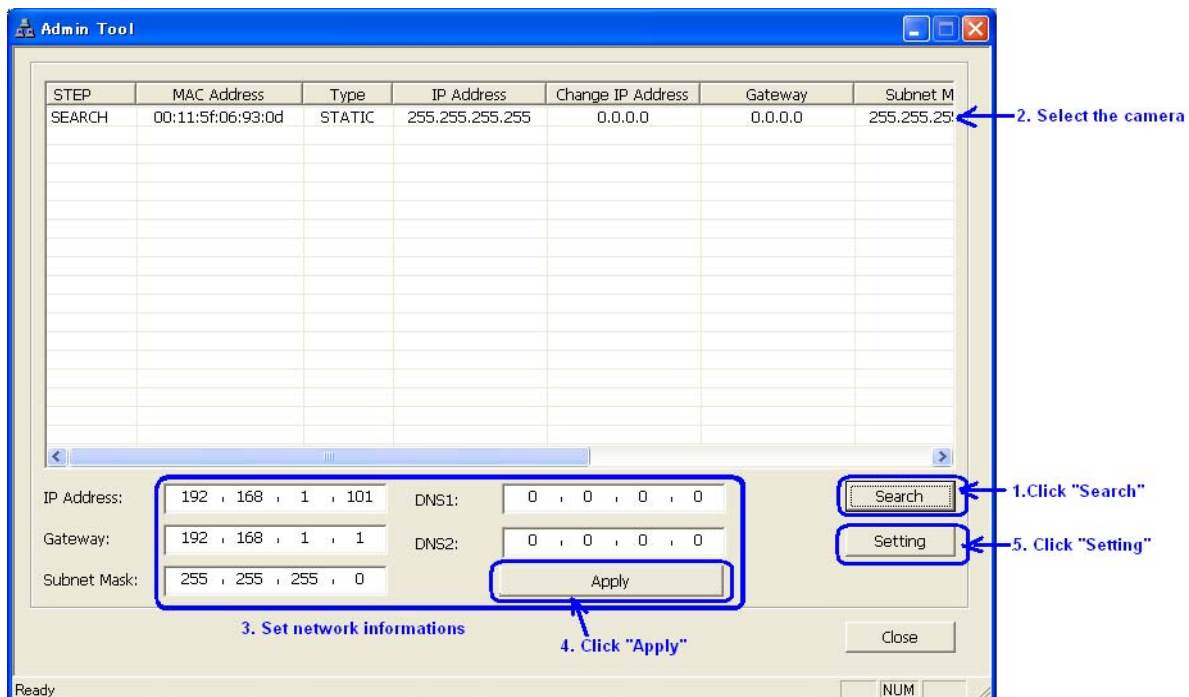 Admin Tool
STEP MAC Address Type IP Address Change IP Address Gateway Subnet M
SEARCH 00:11:5f:06:93:0d STATIC 255.255.255.255 0.0.0.0 0.0.0.0 255.255.25
2. Select the camera
IP Address: 192 . 168 . 1 . 101 DNS1: 0 . 0 . 0 . 0 Search
1.Click "Search"
Gateway: 192 . 168 . 1 . 1 DNS2: 0 . 0 . 0 . 0 Setting
5. Click "Setting"
Subnet Mask: 255 . 255 . 255 . 0 Apply
3. Set network informations
4. Click "Apply"
Close
Ready NUM